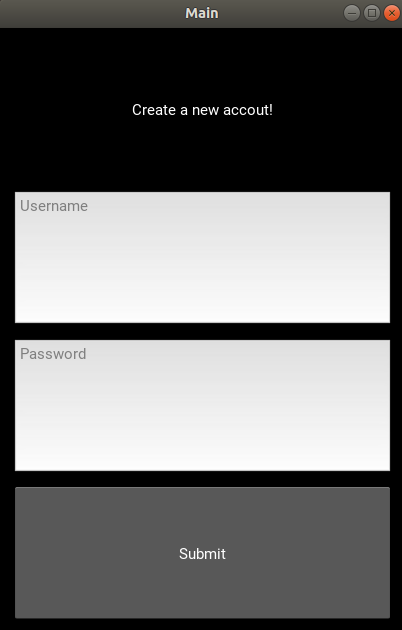 Main
Create a new accout!
Username
Password
Submit